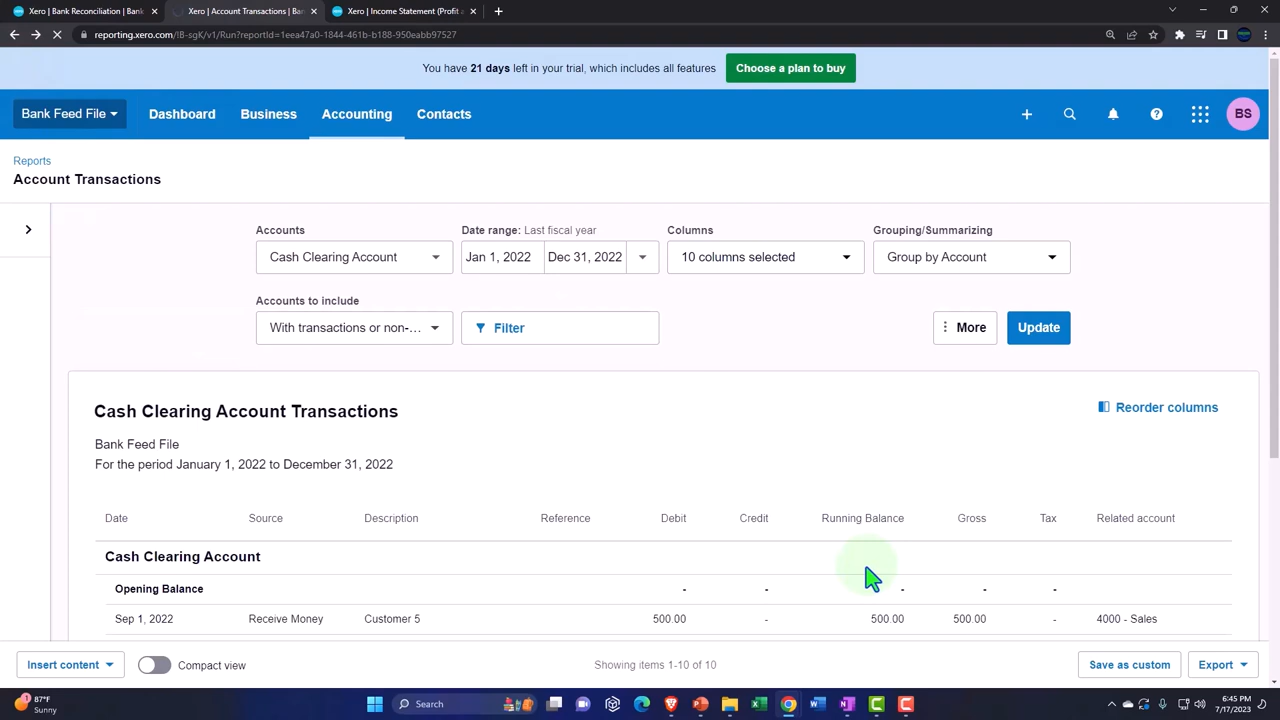 Xero | Bank Reconciliation | Bank
Xero | Account Transactions | Ban
Xero | Income Statement (Profit a
reporting.xero.com/!B-sgK/v1/Run?reportId=1eea47a0-1844-461b-b188-950eabb97527
You have 21 days left in your trial, which includes all features
Choose a plan to buy
Bank Feed File
Dashboard
Business
Accounting
Contacts
BS
Reports
Account Transactions
Accounts
Date range: Last fiscal year
Columns
Grouping/Summarizing
Cash Clearing Account
Jan 1, 2022
Dec 31, 2022
10 columns selected
Group by Account
Accounts to include
With transactions or non-...
Filter
More
Update
Cash Clearing Account Transactions
Reorder columns
Bank Feed File
For the period January 1, 2022 to December 31, 2022
Date Source Description Reference Debit Credit Running Balance Gross Tax Related account
Cash Clearing Account
Opening Balance - - - - -
Sep 1, 2022 Receive Money Customer 5 500.00 - 500.00 500.00 - 4000 - Sales
Insert content
Compact view
Showing items 1-10 of 10
Save as custom
Export
87°F
Sunny
Search
6:45 PM
7/17/2023